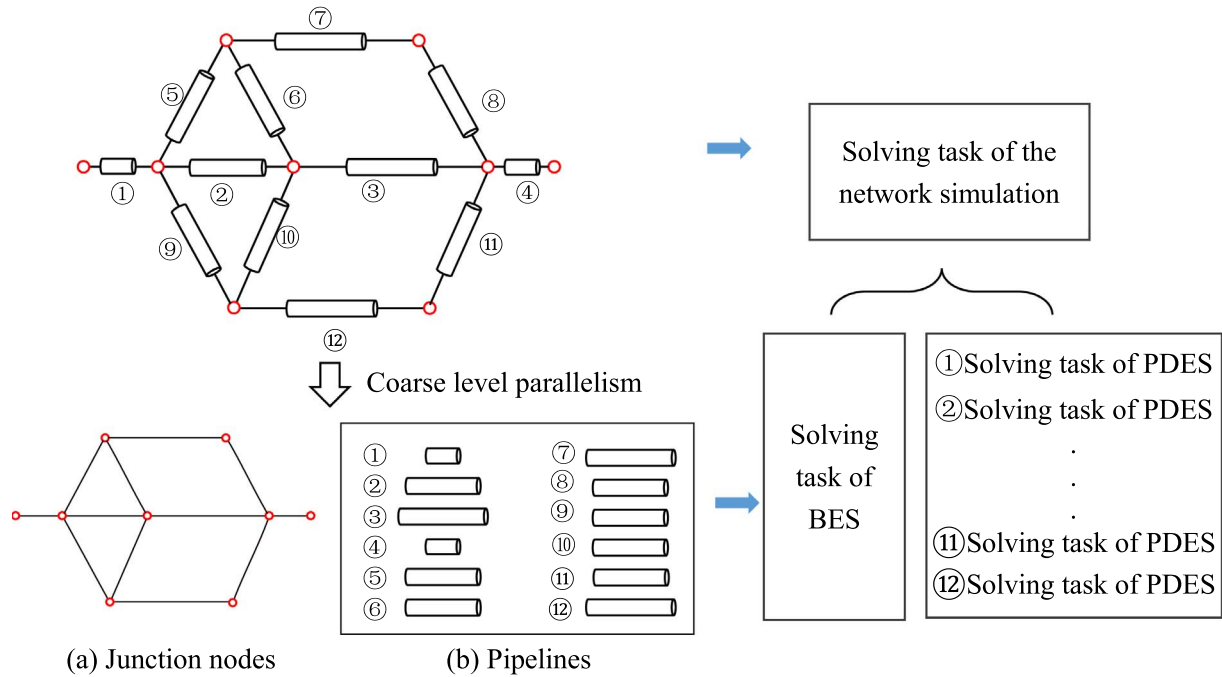 ⑦
⑤
⑥
⑧
①
②
③
④
⑨
⑩
⑪
⑫
Solving task of the
network simulation
Coarse level parallelism
①
②
③
④
⑤
⑥
⑦
⑧
⑨
⑩
⑪
⑫
Solving
task of
BES
①Solving task of PDES
②Solving task of PDES
.
.
.
⑪Solving task of PDES
⑫Solving task of PDES
(a) Junction nodes
(b) Pipelines